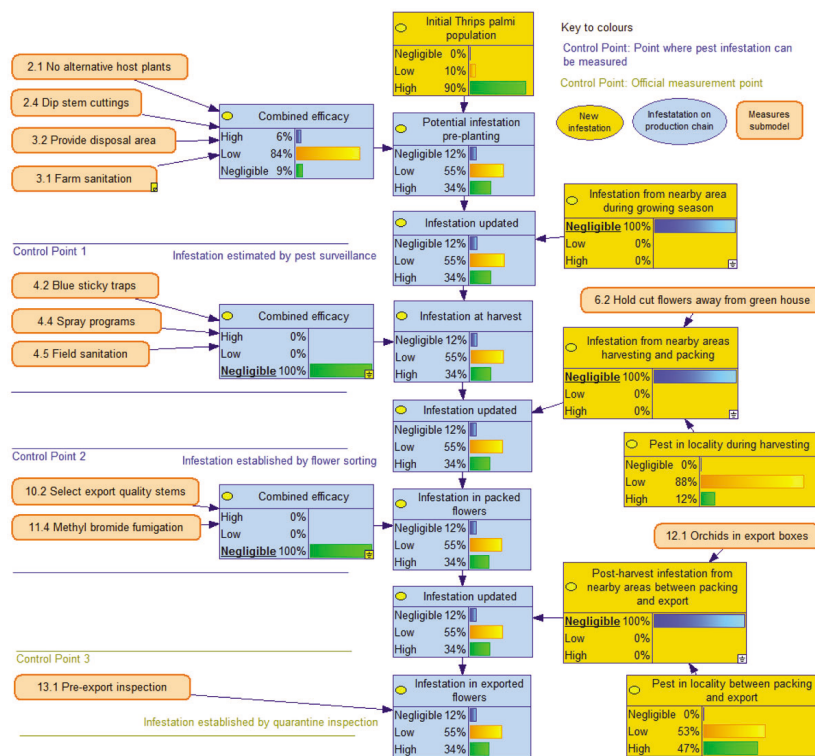 Initial Thrips palmi
population
Negligible 0%
Low 10%
High 90%
Key to colours
Control Point: Point where pest infestation can
be measured
Control Point: Official measurement point
New
infestation
Infestatation on
production chain
Measures
submodel
2.1 No alternative host plants
2.4 Dip stem cuttings
3.2 Provide disposal area
3.1 Farm sanitation
Combined efficacy
High 6%
Low 84%
Negligible 9%
Potential infestation
pre-planting
Negligible 12%
Low 55%
High 34%
Infestation from nearby area
during growing season
Negligible 100%
Low 0%
High 0%
Infestation updated
Negligible 12%
Low 55%
High 34%
Control Point 1
Infestation estimated by pest surveillance
4.2 Blue sticky traps
4.4 Spray programs
4.5 Field sanitation
Combined efficacy
High 0%
Low 0%
Negligible 100%
Infestation at harvest
Negligible 12%
Low 55%
High 34%
6.2 Hold cut flowers away from green house
Infestation from nearby areas
harvesting and packing
Negligible 100%
Low 0%
High 0%
Infestation updated
Negligible 12%
Low 55%
High 34%
Pest in locality during harvesting
Negligible 0%
Low 88%
High 12%
Control Point 2
Infestation established by flower sorting
10.2 Select export quality stems
11.4 Methyl bromide fumigation
Combined efficacy
High 0%
Low 0%
Negligible 100%
Infestation in packed
flowers
Negligible 12%
Low 55%
High 34%
12.1 Orchids in export boxes
Post-harvest infestation from
nearby areas between packing
and export
Negligible 100%
Low 0%
High 0%
Infestation updated
Negligible 12%
Low 55%
High 34%
Control Point 3
13.1 Pre-export inspection
Infestation established by quarantine inspection
Infestation in exported
flowers
Negligible 12%
Low 55%
High 34%
Pest in locality between packing
and export
Negligible 0%
Low 53%
High 47%